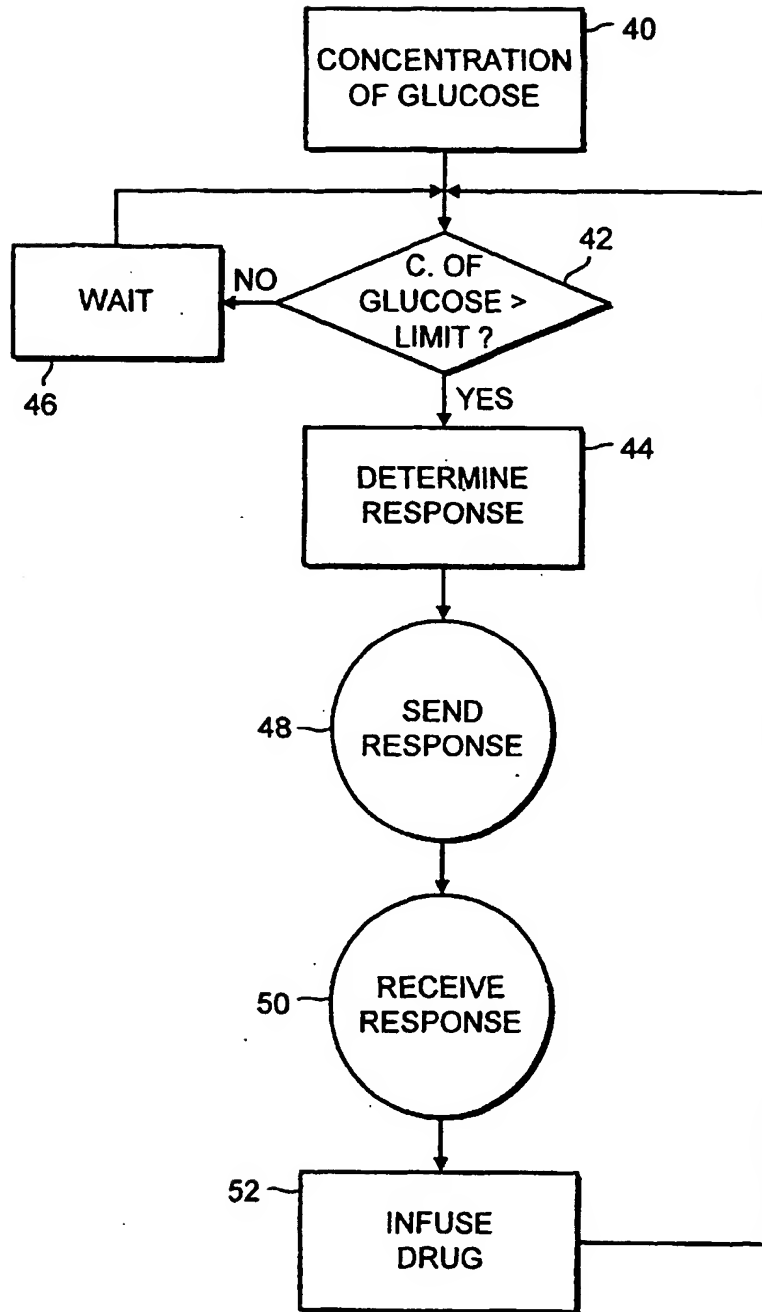 40
CONCENTRATION
OF GLUCOSE
42
C. OF
GLUCOSE >
LIMIT ?
NO
WAIT
46
YES
44
DETERMINE
RESPONSE
48
SEND
RESPONSE
50
RECEIVE
RESPONSE
52
INFUSE
DRUG